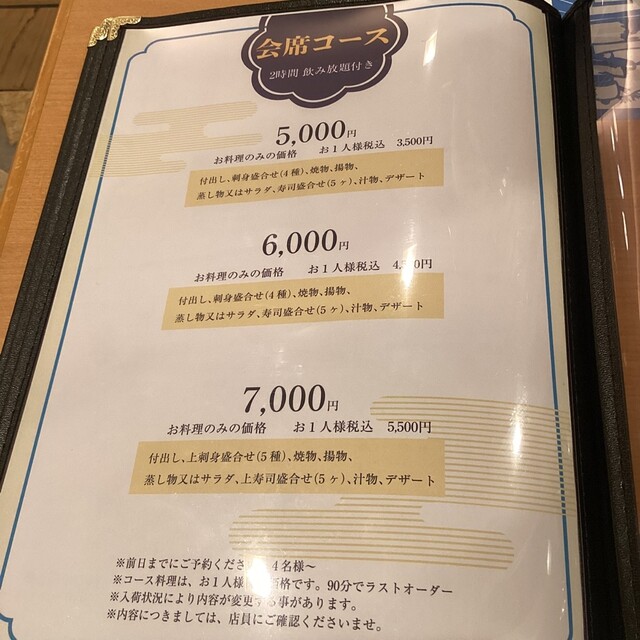 会席コース
2時間 飲み放題付き
5,000円
お料理のみの価格 お1人様税込 3,500円
付出し、刺身盛合せ(4種)、焼物、揚物、
蒸し物又はサラダ、寿司盛合せ(5ヶ)、汁物、デザート
6,000円
お料理のみの価格 お1人様税込
付出し、刺身盛合せ(4種)、焼物、揚物、
蒸し物又はサラダ、寿司盛合せ(5ヶ)、汁物、デザート
7,000円
お料理のみの価格 お1人様税込 5,500円
付出し、上刺身盛合せ(5種)、焼物、揚物、
蒸し物又はサラダ、上寿司盛合せ(5ヶ)、汁物、デザート
※前日までにご予約くださ 4名様～
※コース料理は、お1人様 価格です。90分でラストオーダー
※入荷状況により内容が変更する事があります。
※内容につきましては、店員にご確認くださいませ。